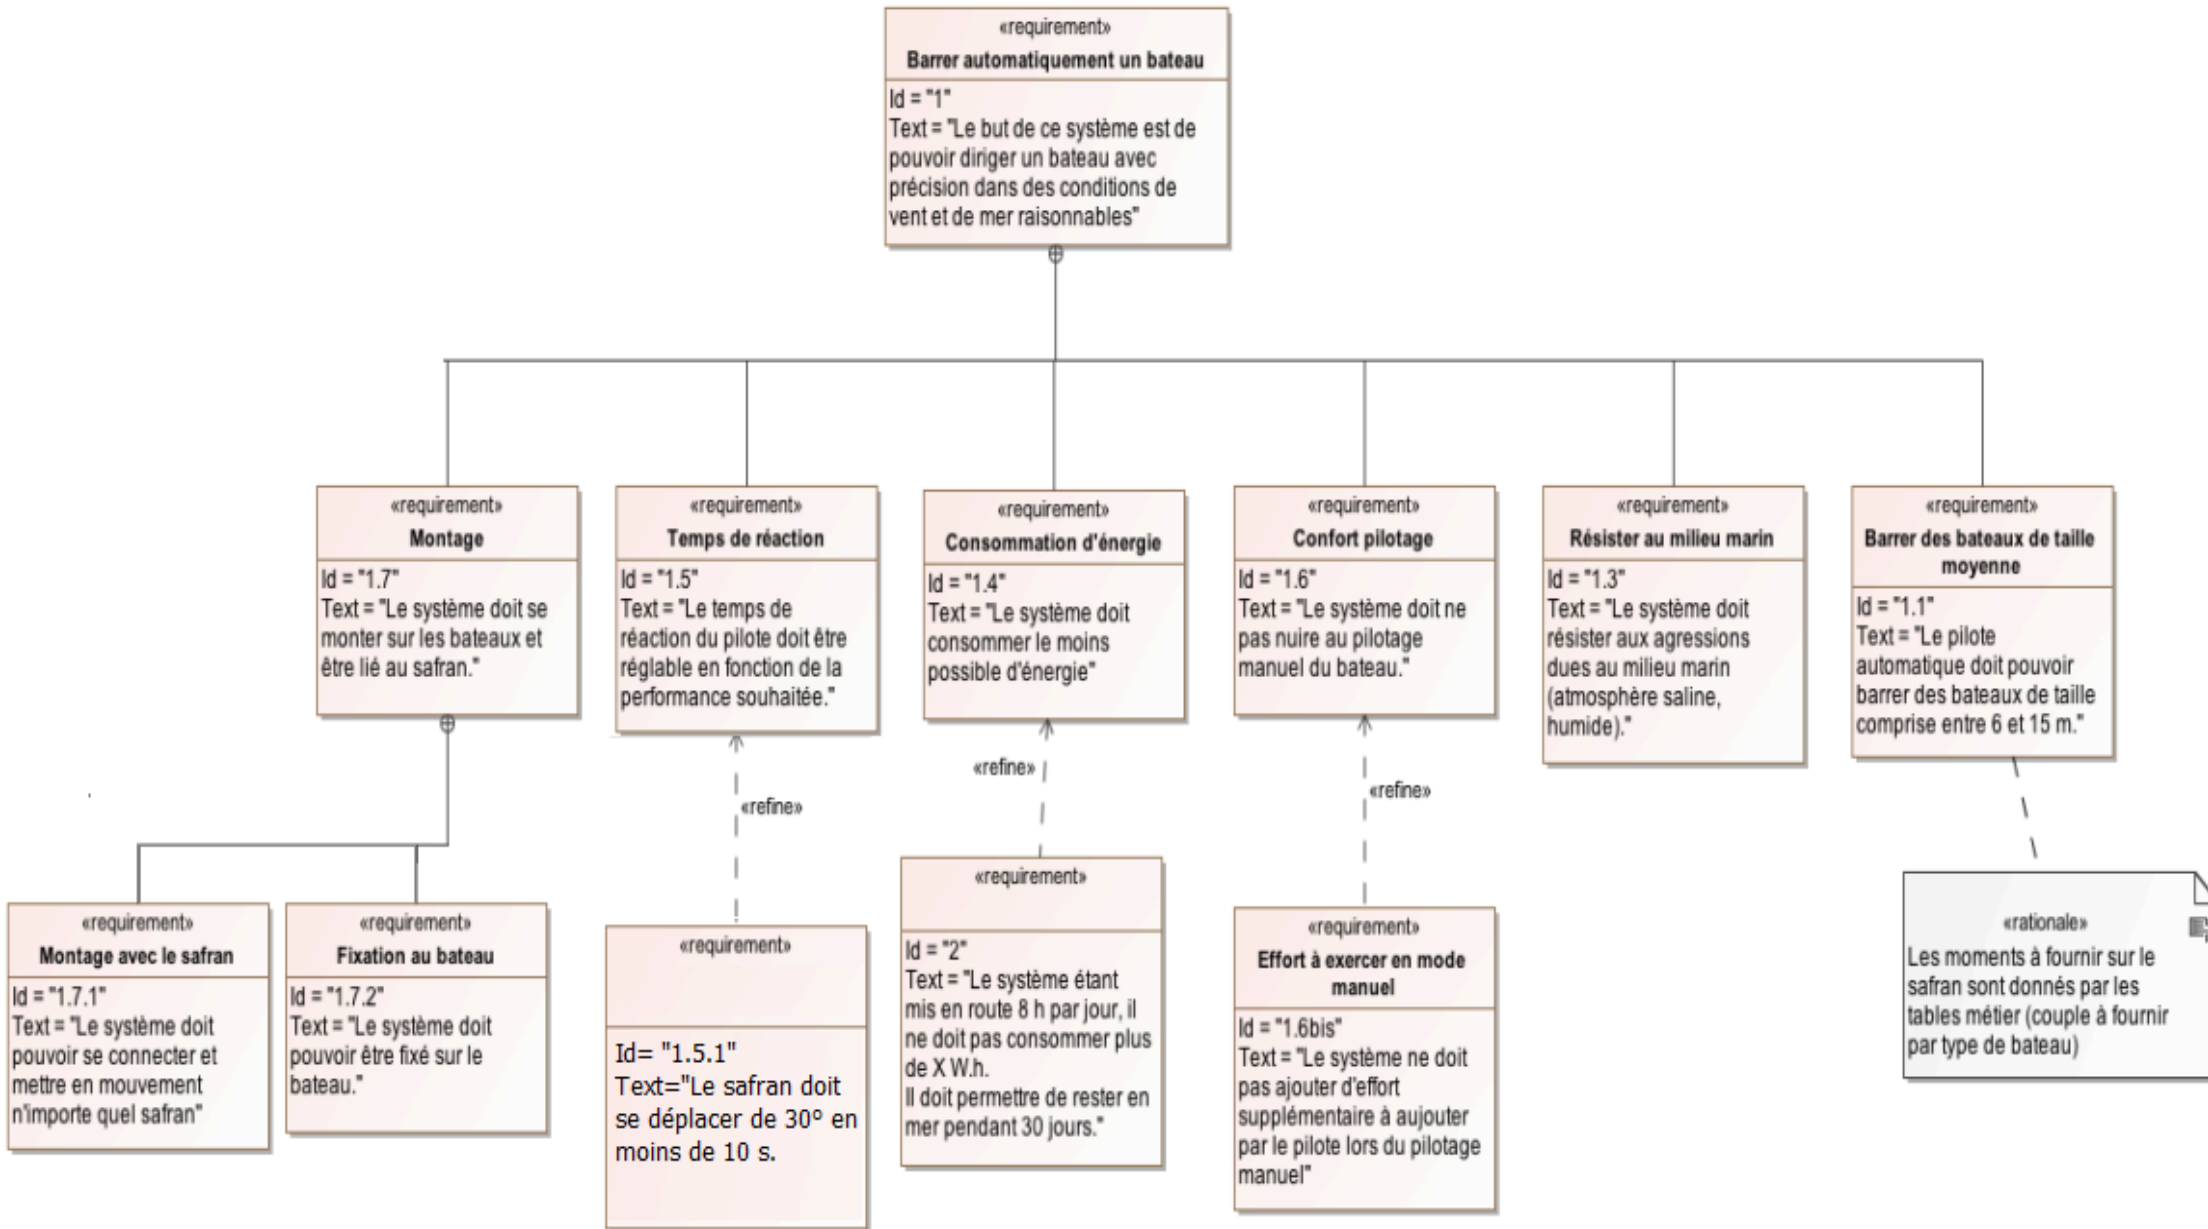 «requirement»
Barrer automatiquement un bateau
Id = "1"
Text = "Le but de ce système est de
pouvoir diriger un bateau avec
précision dans des conditions de
vent et de mer raisonnables"
«requirement»
Montage
Id = "1.7"
Text = "Le système doit se
monter sur les bateaux et
être lié au safran."
«requirement»
Temps de réaction
Id = "1.5"
Text = "Le temps de
réaction du pilote doit être
réglable en fonction de la
performance souhaitée."
«requirement»
Consommation d'énergie
Id = "1.4"
Text = "Le système doit
consommer le moins
possible d'énergie"
«requirement»
Confort pilotage
Id = "1.6"
Text = "Le système doit ne
pas nuire au pilotage
manuel du bateau."
«requirement»
Résister au milieu marin
Id = "1.3"
Text = "Le système doit
résister aux agressions
dues au milieu marin
(atmosphère saline,
humide)."
«requirement»
Barrer des bateaux de taille
moyenne
Id = "1.1"
Text = "Le pilote
automatique doit pouvoir
barrer des bateaux de taille
comprise entre 6 et 15 m."
«refine»
«refine»
«refine»
«requirement»
Montage avec le safran
Id = "1.7.1"
Text = "Le système doit
pouvoir se connecter et
mettre en mouvement
n'importe quel safran"
«requirement»
Fixation au bateau
Id = "1.7.2"
Text = "Le système doit
pouvoir être fixé sur le
bateau."
«requirement»
Id= "1.5.1"
Text="Le safran doit
se déplacer de 30º en
moins de 10 s.
«requirement»
Id = "2"
Text = "Le système étant
mis en route 8 h par jour, il
ne doit pas consommer plus
de X W.h.
Il doit permettre de rester en
mer pendant 30 jours."
«requirement»
Effort à exercer en mode
manuel
Id = "1.6bis"
Text = "Le système ne doit
pas ajouter d'effort
supplémentaire à aujouter
par le pilote lors du pilotage
manuel"
«rationale»
Les moments à fournir sur le
safran sont donnés par les
tables métier (couple à fournir
par type de bateau)